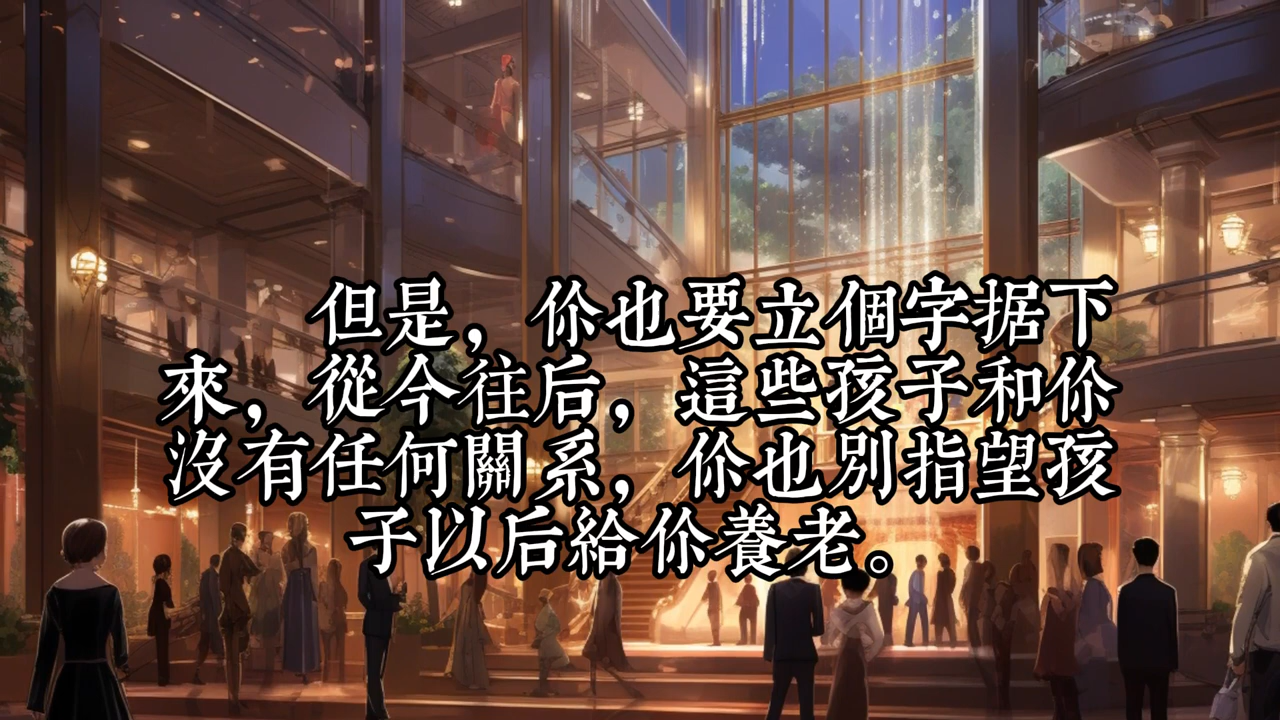 但是，伱也要立個字据下
來，從今往后，這些孩子和伱
沒有任何關系，伱也別指望孩
子以后給伱養老。